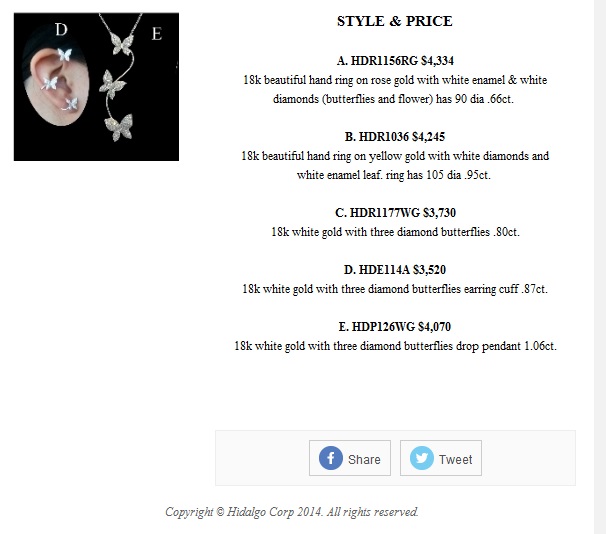 D
E
STYLE & PRICE
A. HDR1156RG $4,334
18k beautiful hand ring on rose gold with white enamel & white
diamonds (butterflies and flower) has 90 dia .66ct.
B. HDR1036 $4,245
18k beautiful hand ring on yellow gold with white diamonds and
white enamel leaf. ring has 105 dia .95ct.
C. HDR1177WG $3,730
18k white gold with three diamond butterflies .80ct.
D. HDE114A $3,520
18k white gold with three diamond butterflies earring cuff .87ct.
E. HDP126WG $4,070
18k white gold with three diamond butterflies drop pendant 1.06ct.
f Share
Tweet
Copyright © Hidalgo Corp 2014. All rights reserved.